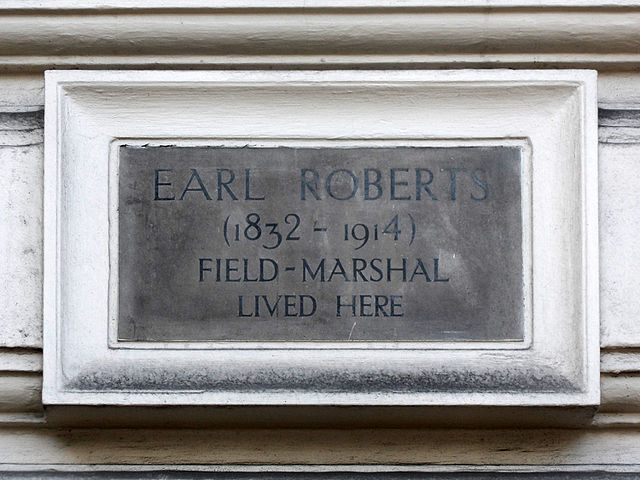 EARL ROBERTS
(1832 - 1914)
FIELD-MARSHAL
LIVED HERE